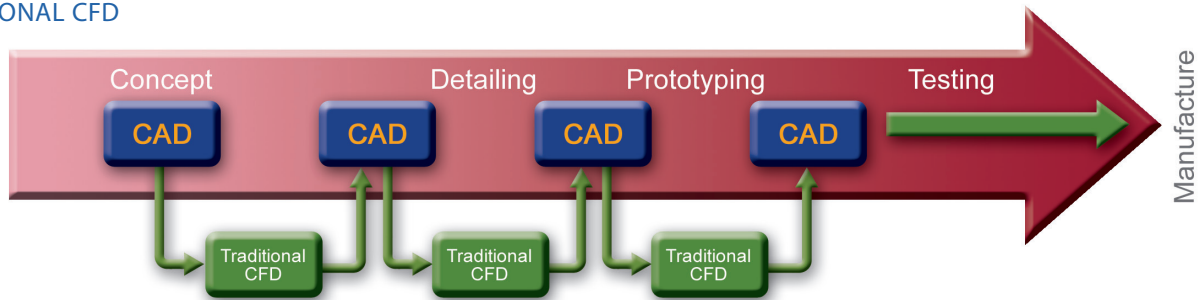 ONAL CFD
Concept
Detailing
Prototyping
Testing
CAD
CAD
CAD
CAD
Manufacture
Traditional
CFD
Traditional
CFD
Traditional
CFD